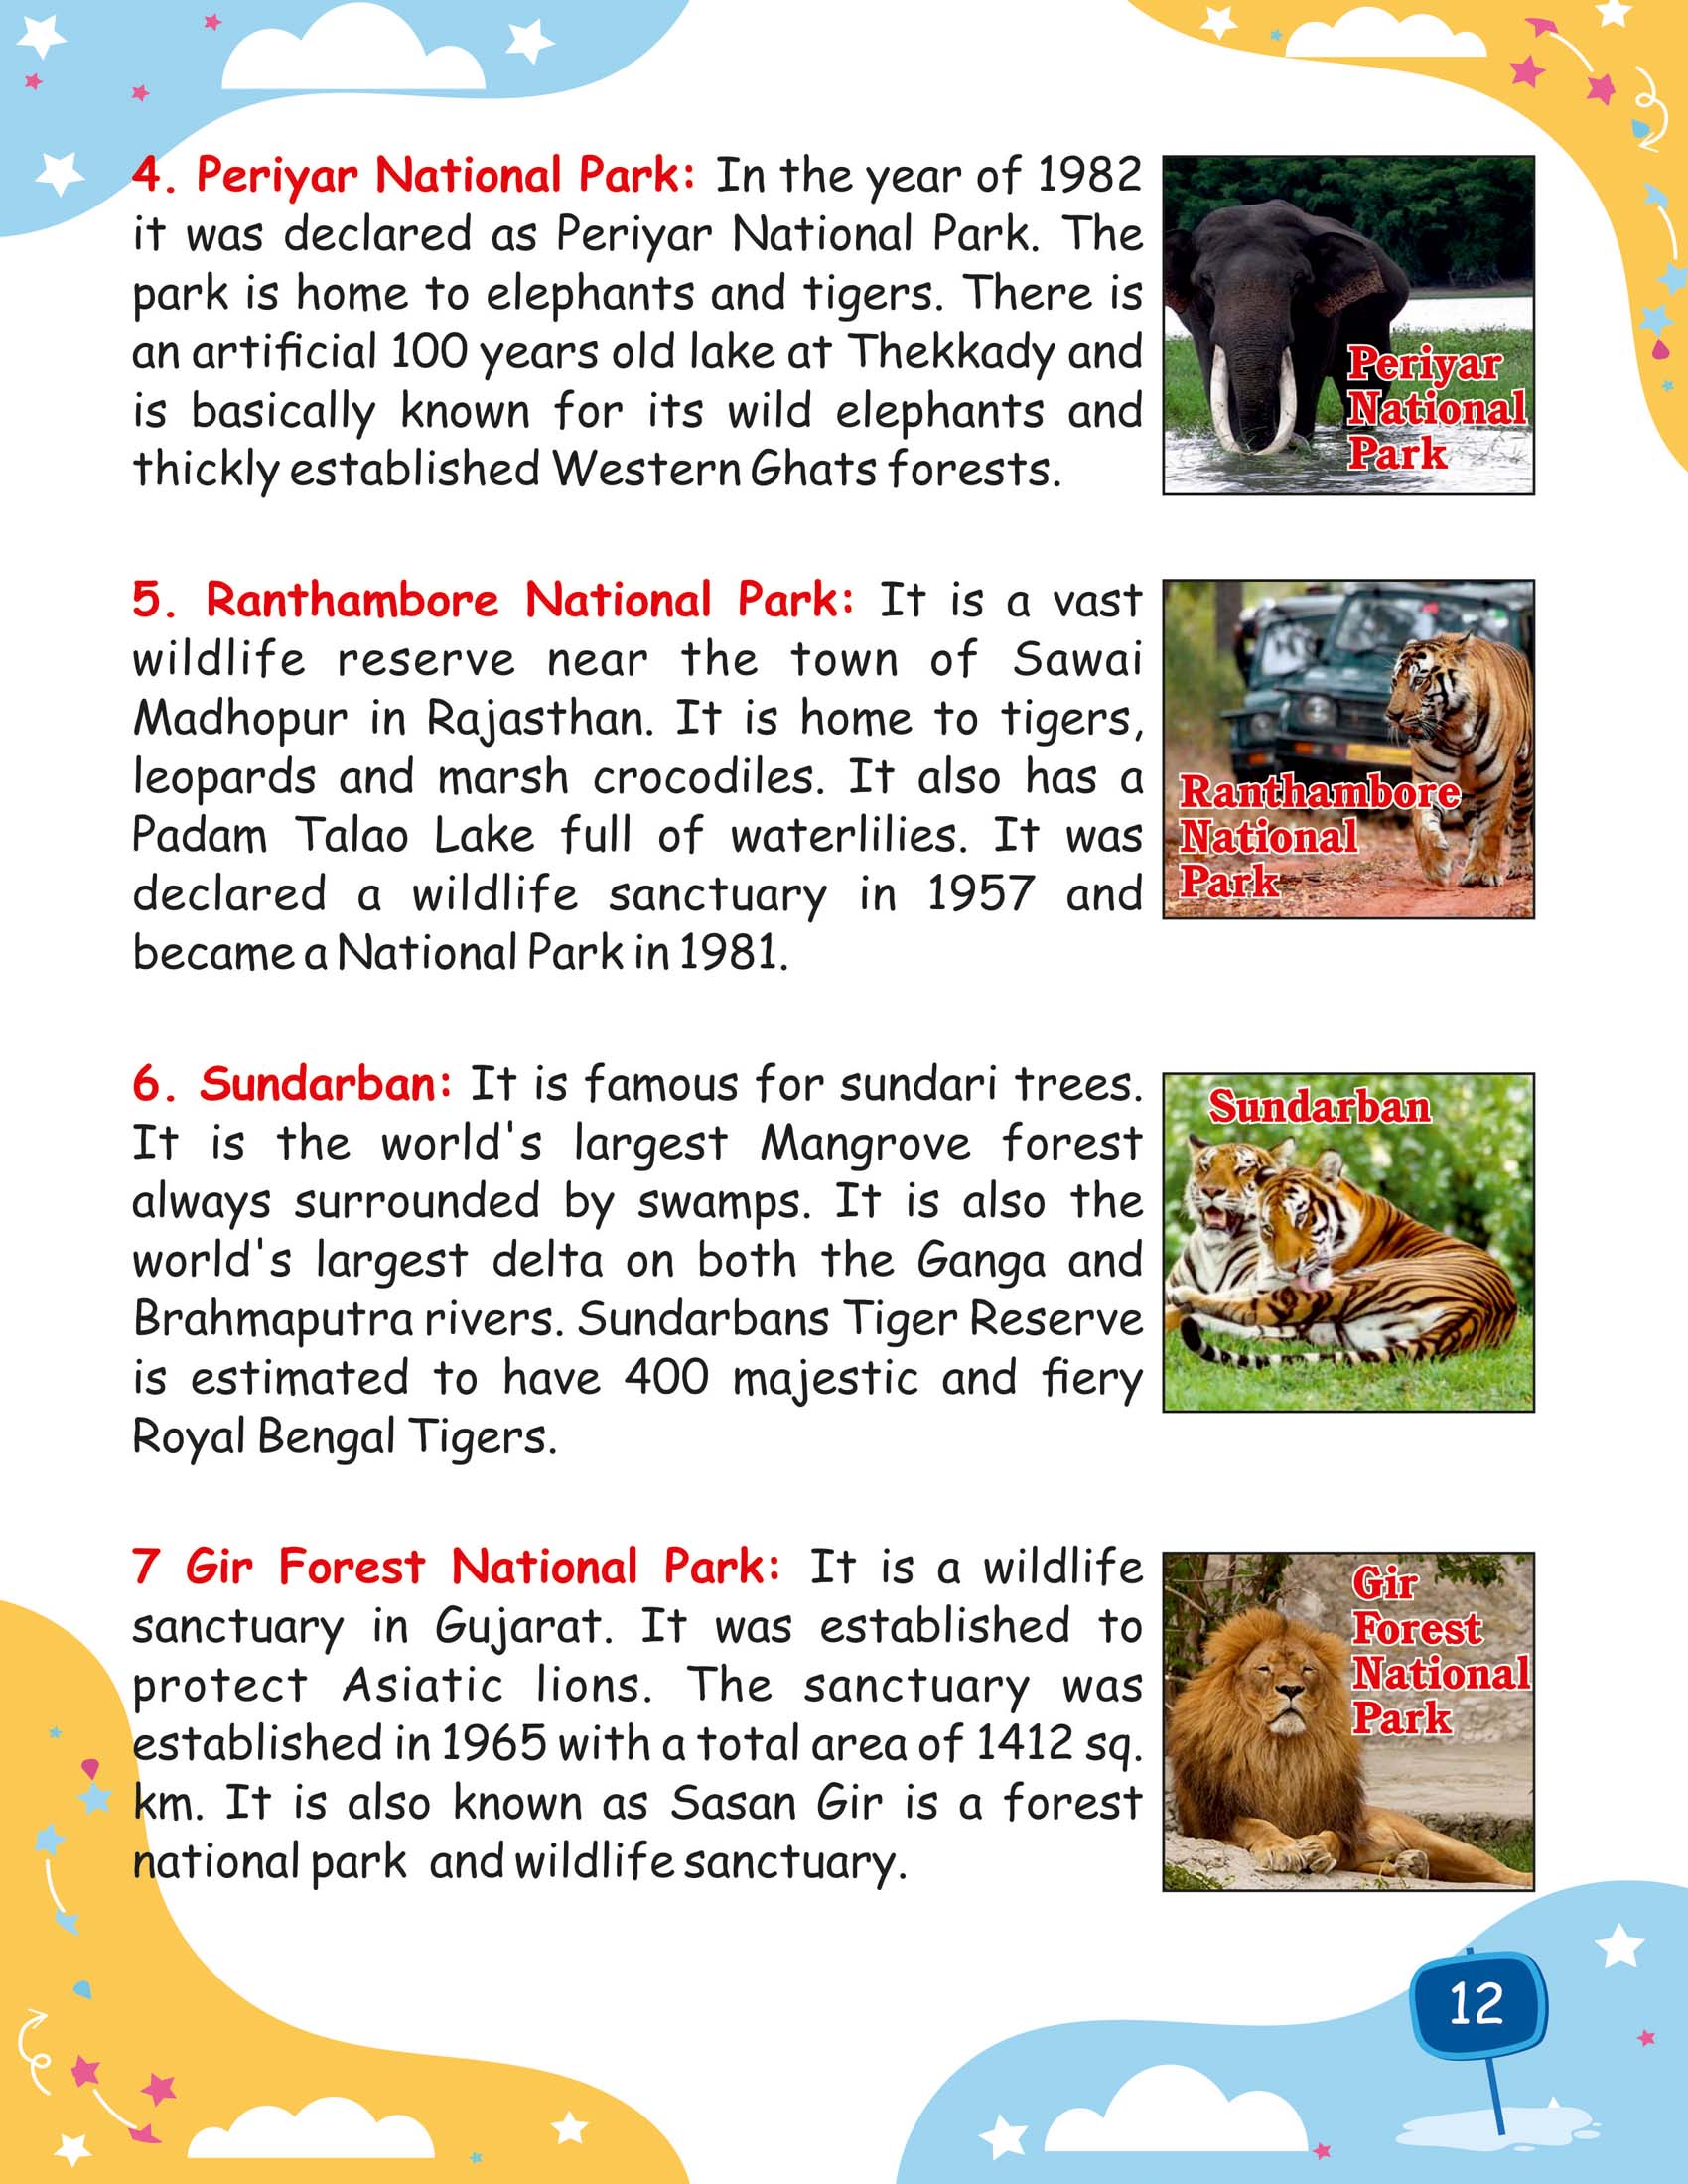 4. Periyar National Park: In the year of 1982
it was declared as Periyar National Park. The
park is home to elephants and tigers. There is
an artificial 100 years old lake at Thekkady and
is basically known for its wild elephants and
thickly established Western Ghats forests.
Periyar
National
Park
5. Ranthambore National Park: It is a vast
wildlife reserve near the town of Sawai
Madhopur in Rajasthan. It is home to tigers,
leopards and marsh crocodiles. It also has a
Padam Talao Lake full of waterlilies. It was
declared a wildlife sanctuary in 1957 and
became a National Park in 1981.
Ranthambore
National
Park
6. Sundarban: It is famous for sundari trees.
It is the world's largest Mangrove forest
always surrounded by swamps. It is also the
world's largest delta on both the Ganga and
Brahmaputra rivers. Sundarbans Tiger Reserve
is estimated to have 400 majestic and fiery
Royal Bengal Tigers.
Sundarban
7 Gir Forest National Park: It is a wildlife
sanctuary in Gujarat. It was established to
protect Asiatic lions. The sanctuary was
established in 1965 with a total area of 1412 sq.
km. It is also known as Sasan Gir is a forest
national park and wildlife sanctuary.
Gir
Forest
National
Park
12